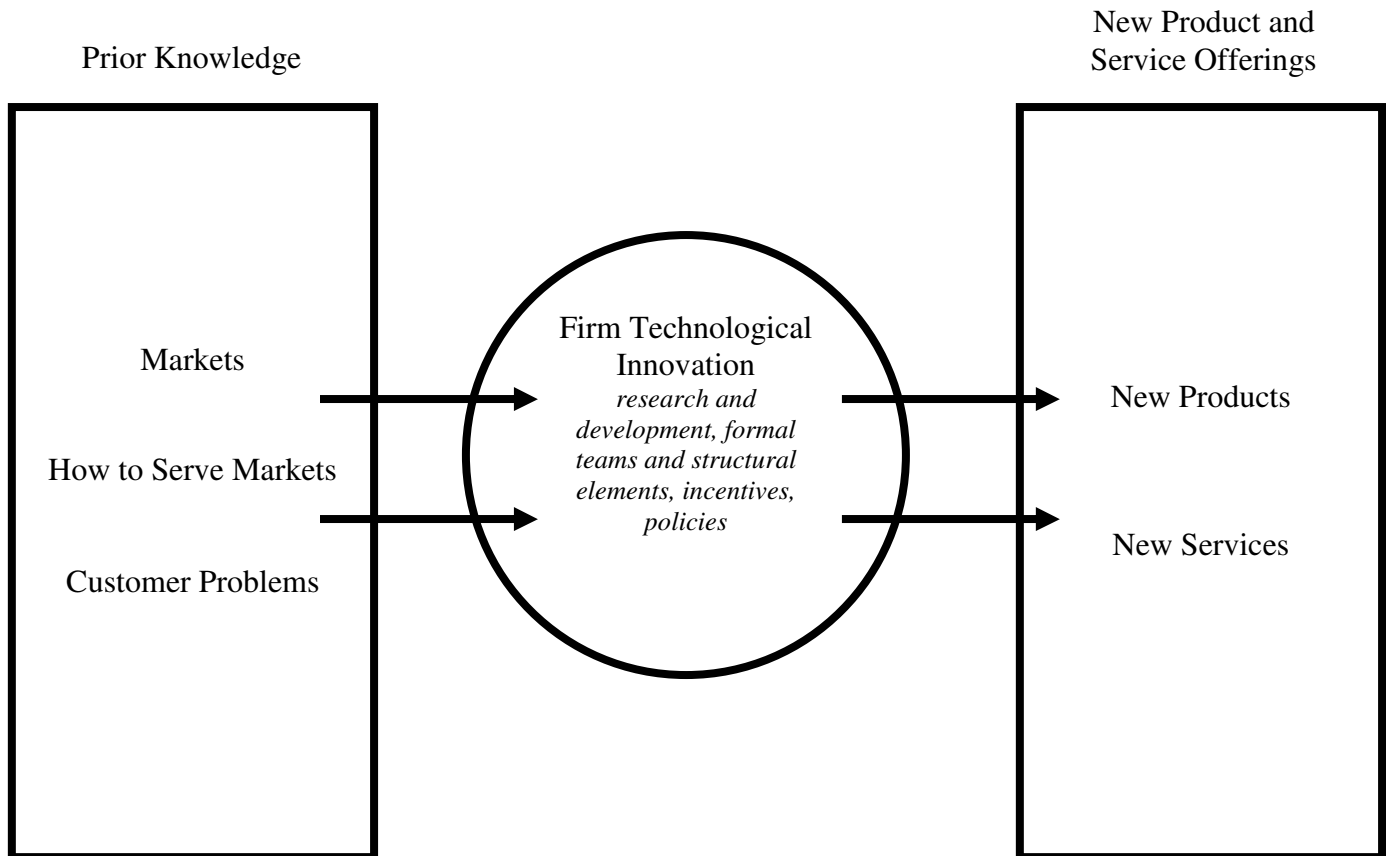 Prior Knowledge
New Product and
Service Offerings
Markets
How to Serve Markets
Customer Problems
Firm Technological
Innovation
research and
development, formal
teams and structural
elements, incentives,
policies
New Products
New Services